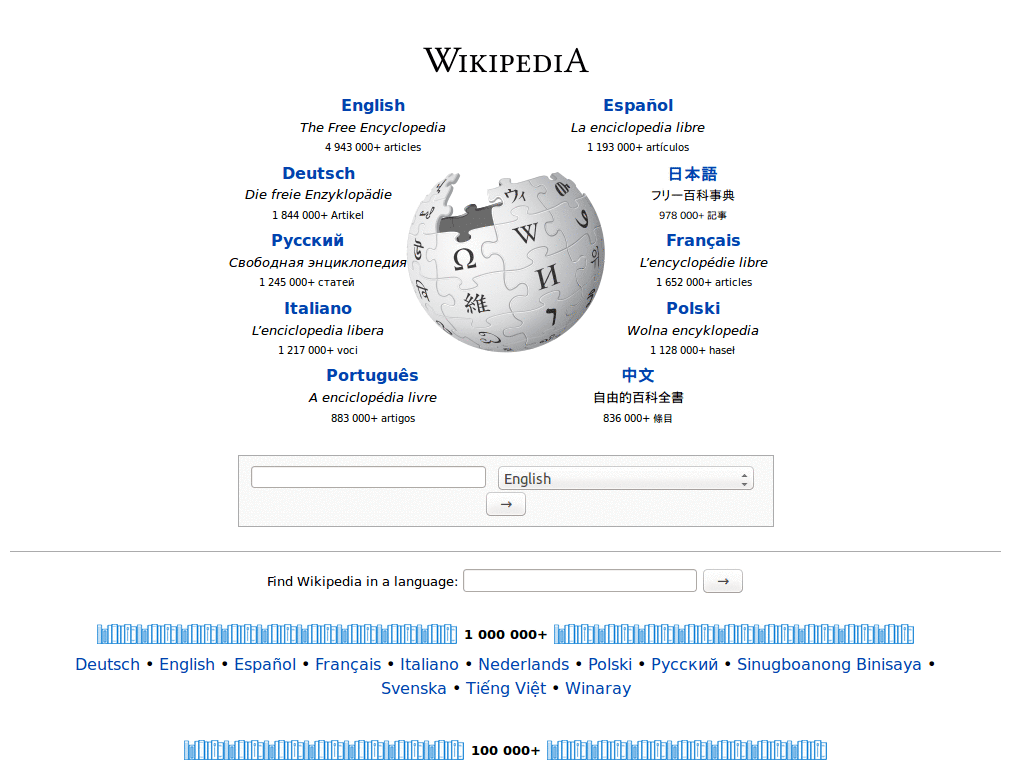 WIKIPEDIA
English
The Free Encyclopedia
4 943 000+ articles
Español
La enciclopedia libre
1 193 000+ artículos
Deutsch
Die freie Enzyklopädie
1 844 000+ Artikel
日本語
フリー百科事典
978 000+ 記事
Русский
Свободная энциклопедия
1 245 000+ статей
Français
L’encyclopédie libre
1 652 000+ articles
Italiano
L’enciclopedia libera
1 217 000+ voci
Polski
Wolna encyklopedia
1 128 000+ haseł
Português
A enciclopédia livre
883 000+ artigos
中文
自由的百科全書
836 000+ 條目
Ω W И 維 ウィ
English
→
Find Wikipedia in a language: →
1 000 000+
Deutsch • English • Español • Français • Italiano • Nederlands • Polski • Русский • Sinugboanong Binisaya •
Svenska • Tiếng Việt • Winaray
100 000+